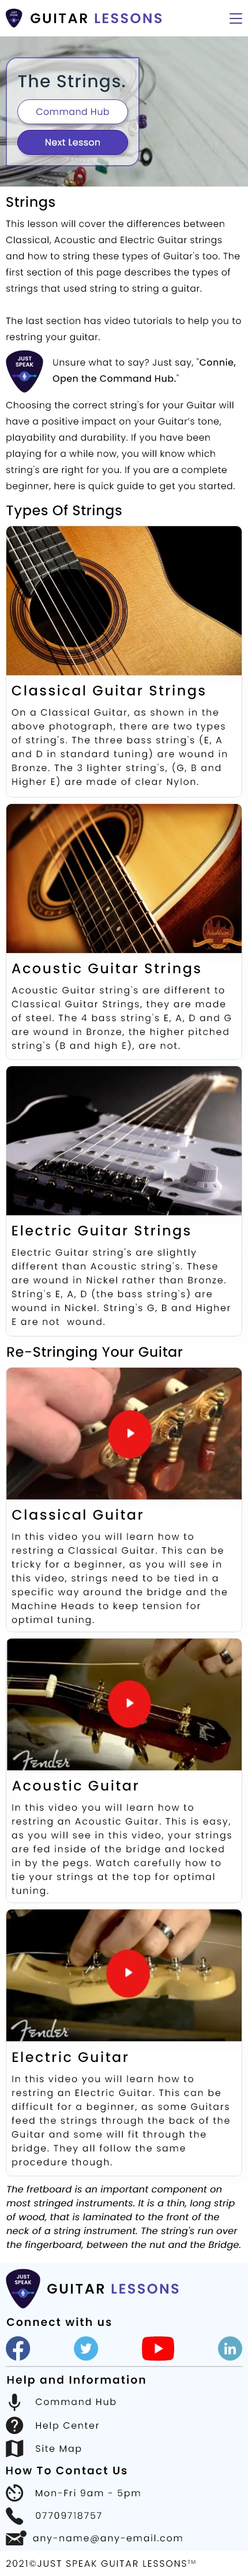 JUST
SPEAK
GUITAR LESSONS
The Strings.
Command Hub
Next Lesson
Strings
This lesson will cover the differences between
Classical, Acoustic and Electric Guitar strings
and how to string these types of Guitar's too. The
first section of this page describes the types of
strings that used string to string a guitar.
The last section has video tutorials to help you to
restring your guitar.
JUST
SPEAK
Unsure what to say? Just say, "Connie,
Open the Command Hub."
Choosing the correct string's for your Guitar will
have a positive impact on your Guitar's tone,
playability and durability. If you have been
playing for a while now, you will know which
string's are right for you. If you are a complete
beginner, here is quick guide to get you started.
Types Of Strings
Classical Guitar Strings
On a Classical Guitar, as shown in the
above photograph, there are two types
of string's. The three bass string's (E, A
and D in standard tuning) are wound in
Bronze. The 3 lighter string's, (G, B and
Higher E) are made of clear Nylon.
Acoustic Guitar Strings
Acoustic Guitar string's are different to
Classical Guitar Strings, they are made
of steel. The 4 bass string's E, A, D and G
are wound in Bronze, the higher pitched
string's (B and high E), are not.
Electric Guitar Strings
Electric Guitar string's are slightly
different than Acoustic string's. These
are wound in Nickel rather than Bronze.
String's E, A, D (the bass string's) are
wound in Nickel. String's G, B and Higher
E are not wound.
Re-Stringing Your Guitar
Classical Guitar
In this video you will learn how to
restring a Classical Guitar. This can be
tricky for a beginner, as you will see in
this video, strings need to be tied in a
specific way around the bridge and the
Machine Heads to keep tension for
optimal tuning.
Fender
Acoustic Guitar
In this video you will learn how to
restring an Acoustic Guitar. This is easy,
as you will see in this video, your strings
are fed inside of the bridge and locked
in by the pegs. Watch carefully how to
tie your strings at the top for optimal
tuning.
Fender
Electric Guitar
In this video you will learn how to
restring an Electric Guitar. This can be
difficult for a beginner, as some Guitars
feed the strings through the back of the
Guitar and some will fit through the
bridge. They all follow the same
procedure though.
The fretboard is an important component on
most stringed instruments. It is a thin, long strip
of wood, that is laminated to the front of the
neck of a string instrument. The string's run over
the fingerboard, between the nut and the Bridge.
JUST
SPEAK
GUITAR LESSONS
Connect with us
Help and Information
Command Hub
Help Center
Site Map
How To Contact Us
Mon-Fri 9am - 5pm
07709718757
any-name@any-email.com
2021©JUST SPEAK GUITAR LESSONS™